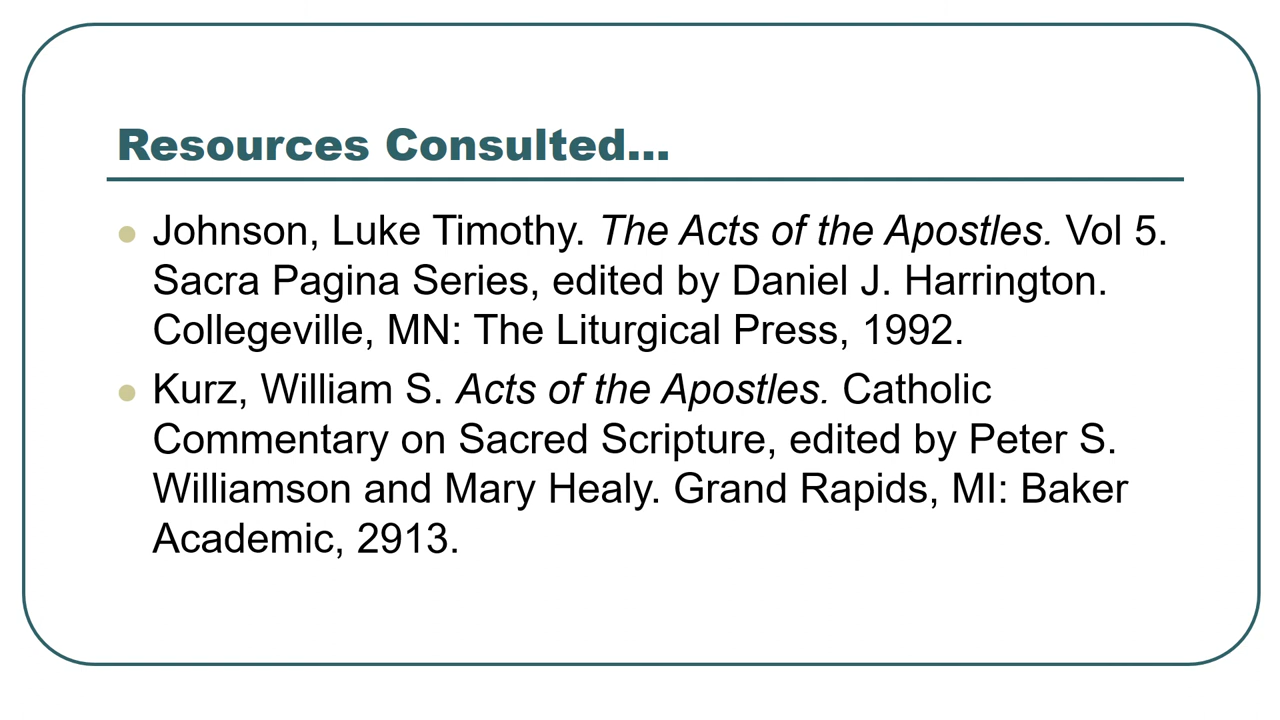 Resources Consulted...
Johnson, Luke Timothy. The Acts of the Apostles. Vol 5.
Sacra Pagina Series, edited by Daniel J. Harrington.
Collegeville, MN: The Liturgical Press, 1992.
Kurz, William S. Acts of the Apostles. Catholic
Commentary on Sacred Scripture, edited by Peter S.
Williamson and Mary Healy. Grand Rapids, MI: Baker
Academic, 2913.